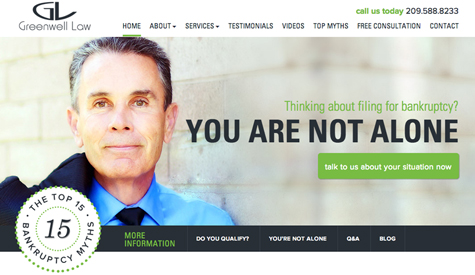 GL
Greenwell Law
call us today 209.588.8233
HOME ABOUT SERVICES TESTIMONIALS VIDEOS TOP MYTHS FREE CONSULTATION CONTACT
Thinking about filing for bankruptcy?
YOU ARE NOT ALONE
talk to us about your situation now
THE TOP 15
15
BANKRUPTCY MYTHS
MORE
INFORMATION
DO YOU QUALIFY? YOU'RE NOT ALONE Q&A BLOG